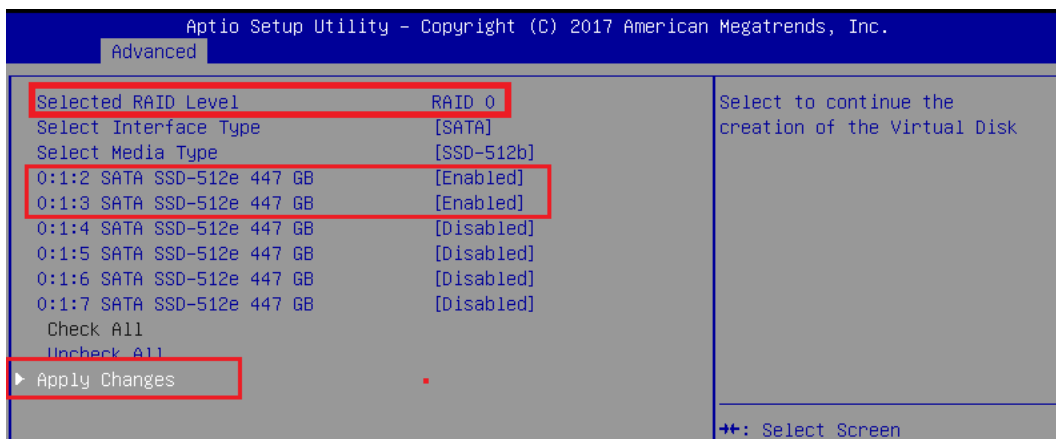 Aptio Setup Utility – Copyright (C) 2017 American Megatrends, Inc.
Advanced
Selected RAID Level RAID 0
Select Interface Type [SATA]
Select Media Type [SSD-512b]
0:1:2 SATA SSD-512e 447 GB [Enabled]
0:1:3 SATA SSD-512e 447 GB [Enabled]
0:1:4 SATA SSD-512e 447 GB [Disabled]
0:1:5 SATA SSD-512e 447 GB [Disabled]
0:1:6 SATA SSD-512e 447 GB [Disabled]
0:1:7 SATA SSD-512e 447 GB [Disabled]
Check All
Uncheck All
Apply Changes
Select to continue the
creation of the Virtual Disk
→←: Select Screen